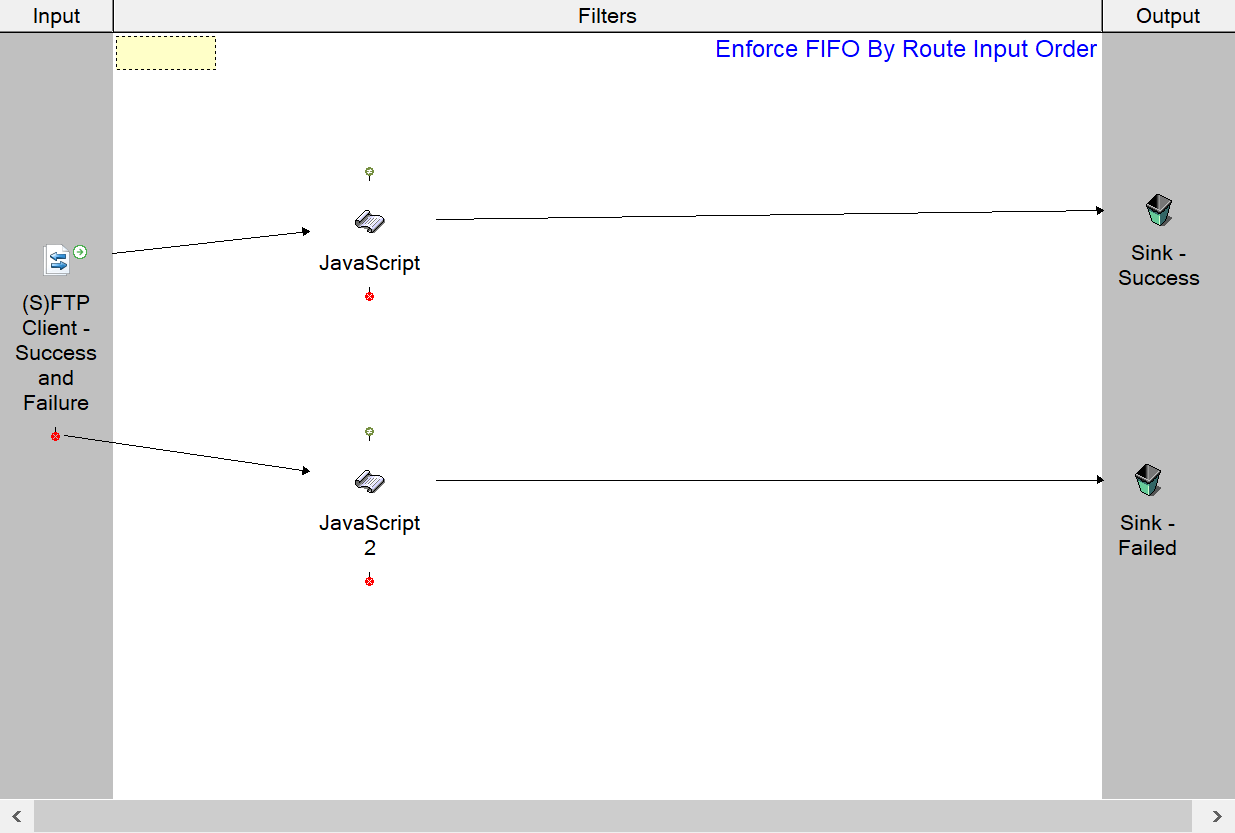 Input
Filters
Output
Enforce FIFO By Route Input Order
JavaScript
Sink -
Success
(S)FTP
Client -
Success
and
Failure
JavaScript
2
Sink -
Failed